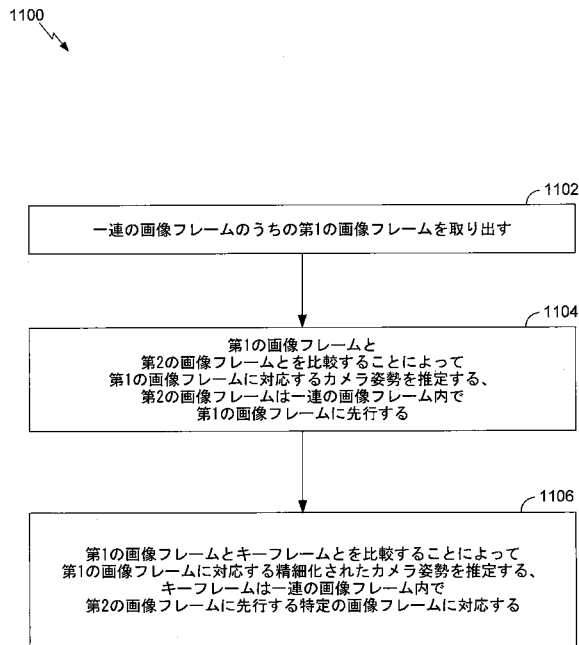 1100
1102
一連の画像フレームのうちの第1の画像フレームを取り出す
1104
第1の画像フレームと
第2の画像フレームとを比較することによって
第1の画像フレームに対応するカメラ姿勢を推定する、
第2の画像フレームは一連の画像フレーム内で
第1の画像フレームに先行する
1106
第1の画像フレームとキーフレームとを比較することによって
第1の画像フレームに対応する精細化されたカメラ姿勢を推定する、
キーフレームは一連の画像フレーム内で
第2の画像フレームに先行する特定の画像フレームに対応する